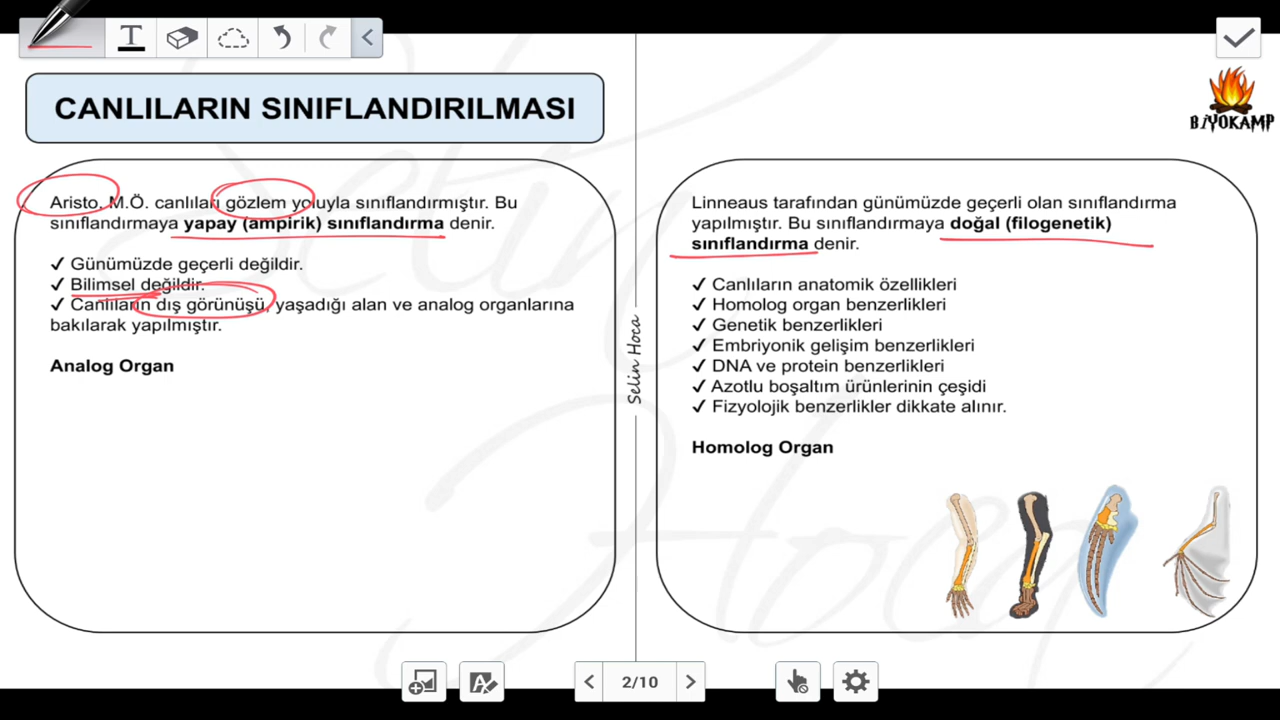 T
CANLILARIN SINIFLANDIRILMASI
BİYOKAMP
Aristo, M.Ö. canlıları gözlem yoluyla sınıflandırmıştır. Bu
sınıflandırmaya yapay (ampirik) sınıflandırma denir.
✓ Günümüzde geçerli değildir.
✓ Bilimsel değildir.
✓ Canlıların dış görünüşü, yaşadığı alan ve analog organlarına
bakılarak yapılmıştır.
Analog Organ
Selin Hoca
Linneaus tarafından günümüzde geçerli olan sınıflandırma
yapılmıştır. Bu sınıflandırmaya doğal (filogenetik)
sınıflandırma denir.
✓ Canlıların anatomik özellikleri
✓ Homolog organ benzerlikleri
✓ Genetik benzerlikleri
✓ Embriyonik gelişim benzerlikleri
✓ DNA ve protein benzerlikleri
✓ Azotlu boşaltım ürünlerinin çeşidi
✓ Fizyolojik benzerlikler dikkate alınır.
Homolog Organ
Selin Hoca
2/10